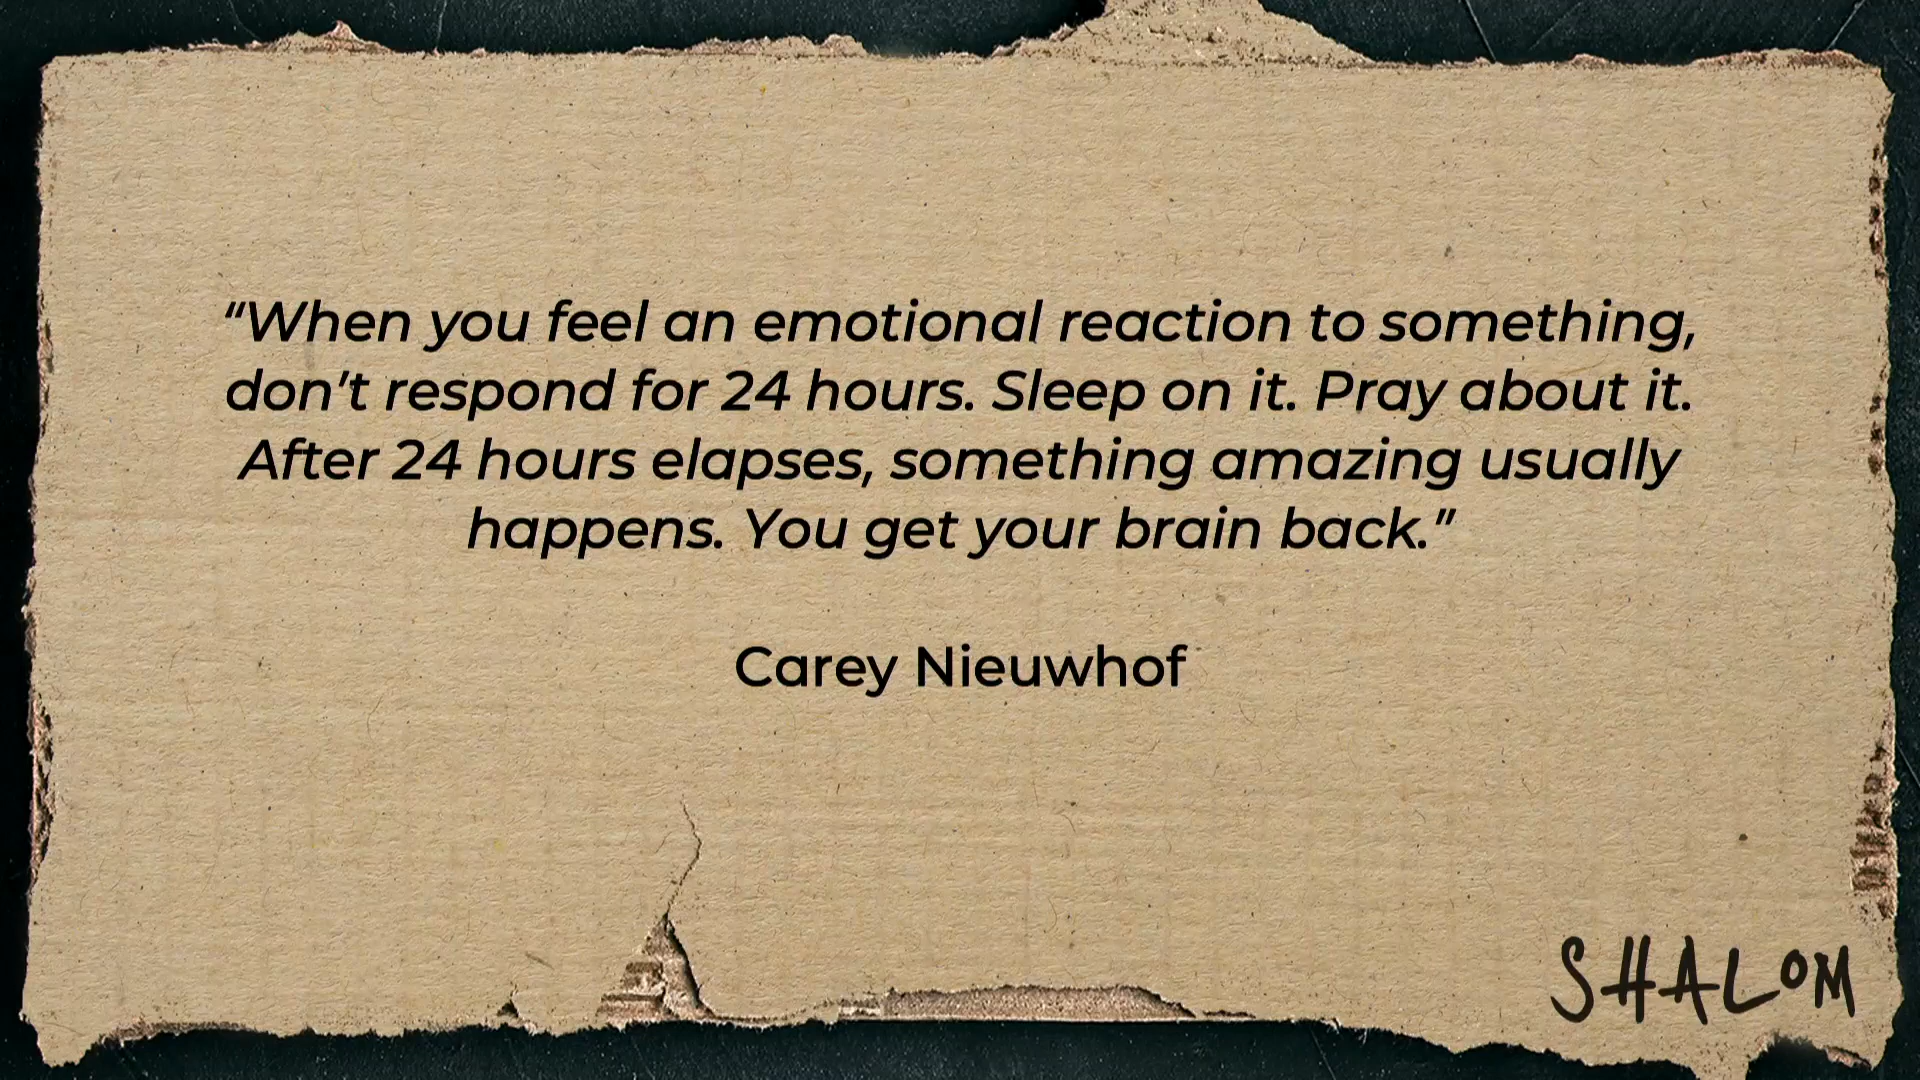 “When you feel an emotional reaction to something,
don’t respond for 24 hours. Sleep on it. Pray about it.
After 24 hours elapses, something amazing usually
happens. You get your brain back.”
Carey Nieuwhof
SHALOM